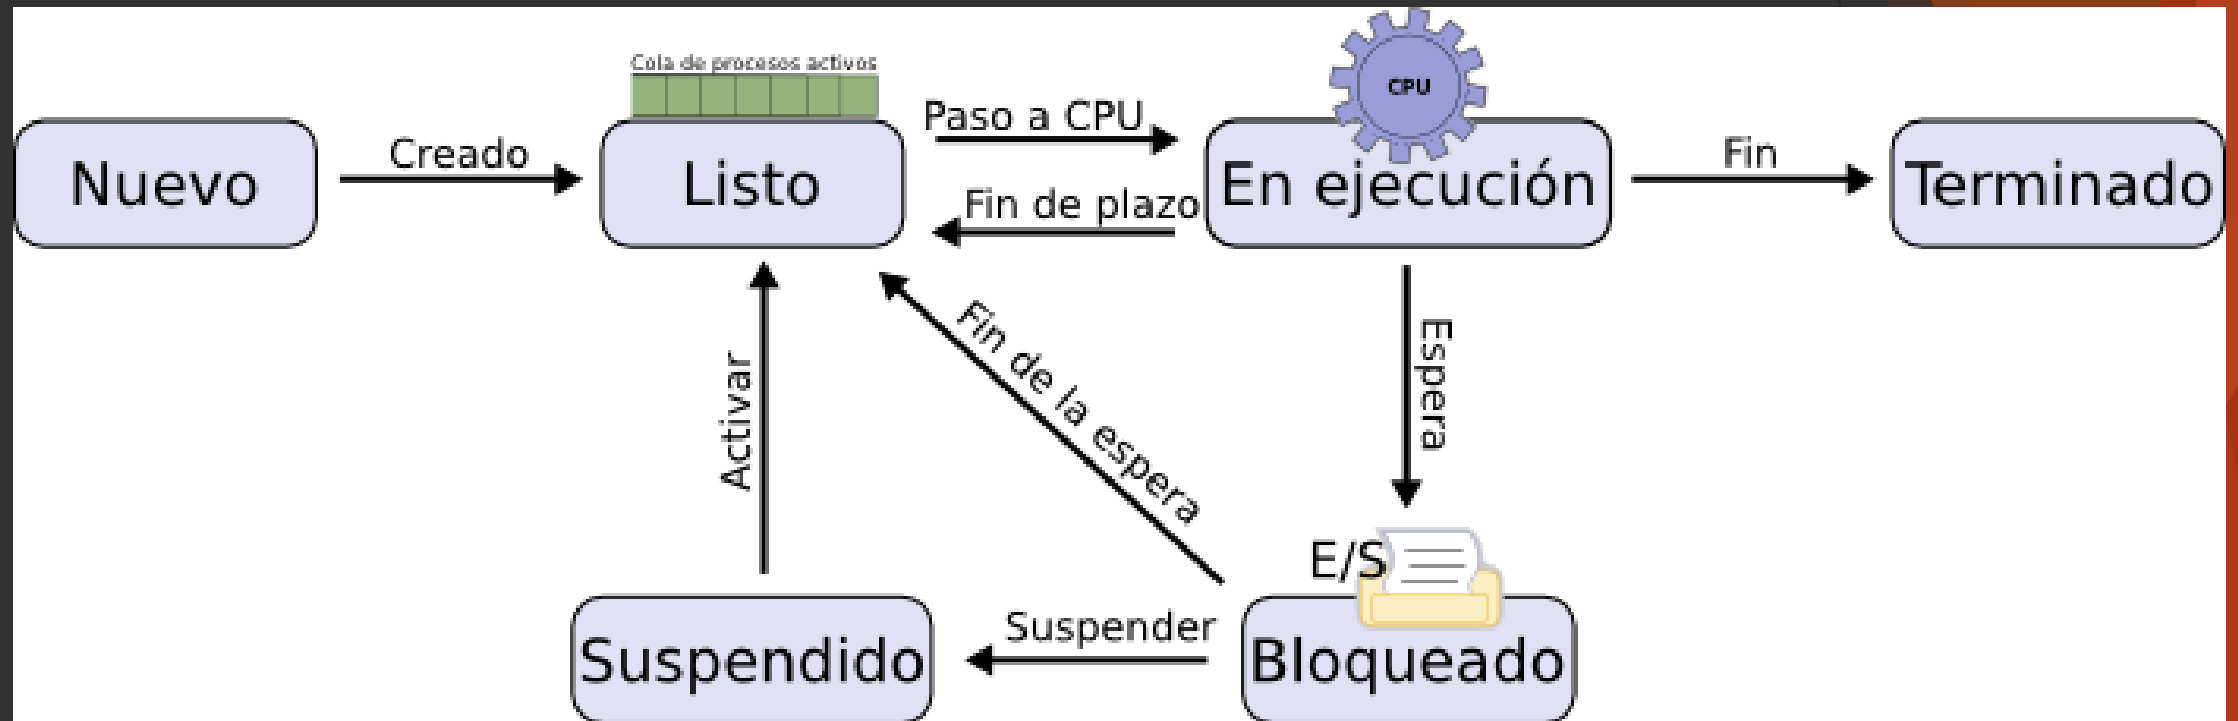 Cola de procesos activos
CPU
Nuevo
Creado
Listo
Paso a CPU
Fin de plazo
En ejecución
Fin
Terminado
Activar
Fin de la espera
Espera
E/S
Suspendido
Suspender
Bloqueado